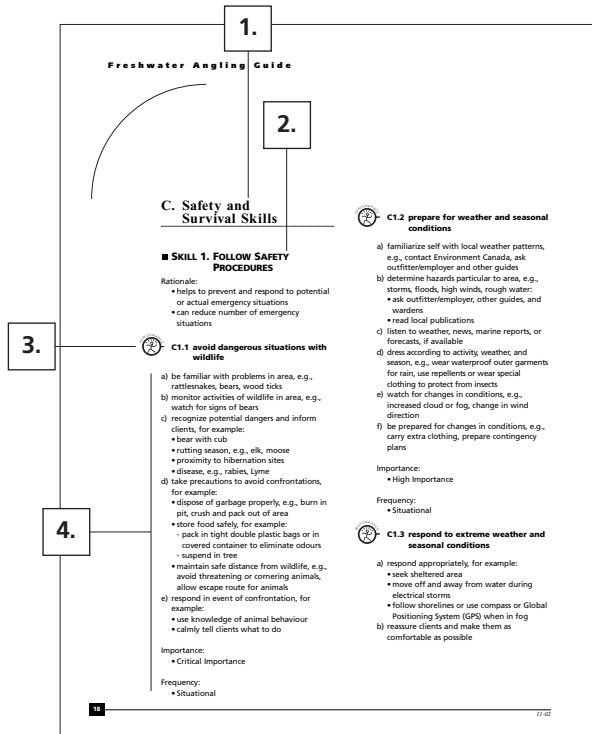 1.
Freshwater Angling Guide
2.
C. Safety and
Survival Skills
■ SKILL 1. FOLLOW SAFETY
PROCEDURES
Rationale:
• helps to prevent and respond to potential
or actual emergency situations
• can reduce number of emergency
situations
3.
C1.1 avoid dangerous situations with
wildlife
a) be familiar with problems in area, e.g.,
rattlesnakes, bears, wood ticks
b) monitor activities of wildlife in area, e.g.,
watch for signs of bears
c) recognize potential dangers and inform
clients, for example:
• bear with cub
• rutting season, e.g., elk, moose
• proximity to hibernation sites
• disease, e.g., rabies, Lyme
4.
d) take precautions to avoid confrontations,
for example:
• dispose of garbage properly, e.g., burn in
pit, crush and pack out of area
• store food safely, for example:
- pack in tight double plastic bags or in
covered container to eliminate odours
- suspend in tree
• maintain safe distance from wildlife, e.g.,
avoid threatening or cornering animals,
allow escape route for animals
e) respond in event of confrontation, for
example:
• use knowledge of animal behaviour
• calmly tell clients what to do
Importance:
• Critical Importance
Frequency:
• Situational
C1.2 prepare for weather and seasonal
conditions
a) familiarize self with local weather patterns,
e.g., contact Environment Canada, ask
outfitter/employer and other guides
b) determine hazards particular to area, e.g.,
storms, floods, high winds, rough water:
• ask outfitter/employer, other guides, and
wardens
• read local publications
c) listen to weather, news, marine reports, or
forecasts, if available
d) dress according to activity, weather, and
season, e.g., wear waterproof outer garments
for rain, use repellents or wear special
clothing to protect from insects
e) watch for changes in conditions, e.g.,
increased cloud or fog, change in wind
direction
f) be prepared for changes in conditions, e.g.,
carry extra clothing, prepare contingency
plans
Importance:
• High Importance
Frequency:
• Situational
C1.3 respond to extreme weather and
seasonal conditions
a) respond appropriately, for example:
• seek sheltered area
• move off and away from water during
electrical storms
• follow shorelines or use compass or Global
Positioning System (GPS) when in fog
b) reassure clients and make them as
comfortable as possible
18
11-02